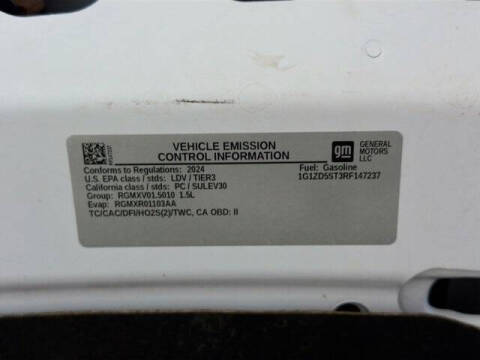 VEHICLE EMISSION
CONTROL INFORMATION
gm
GENERAL
MOTORS
LLC
Conforms to Regulations: 2024
Fuel: Gasoline
U.S. EPA class / stds: LDV / TIER3
1G1ZD5ST3RF147237
California class / stds: PC / SULEV30
Group: RGMXV01.5010 1.5L
Evap: RGMXR01103AA
TC/CAC/DFI/HO2S(2)/TWC, CA OBD: II